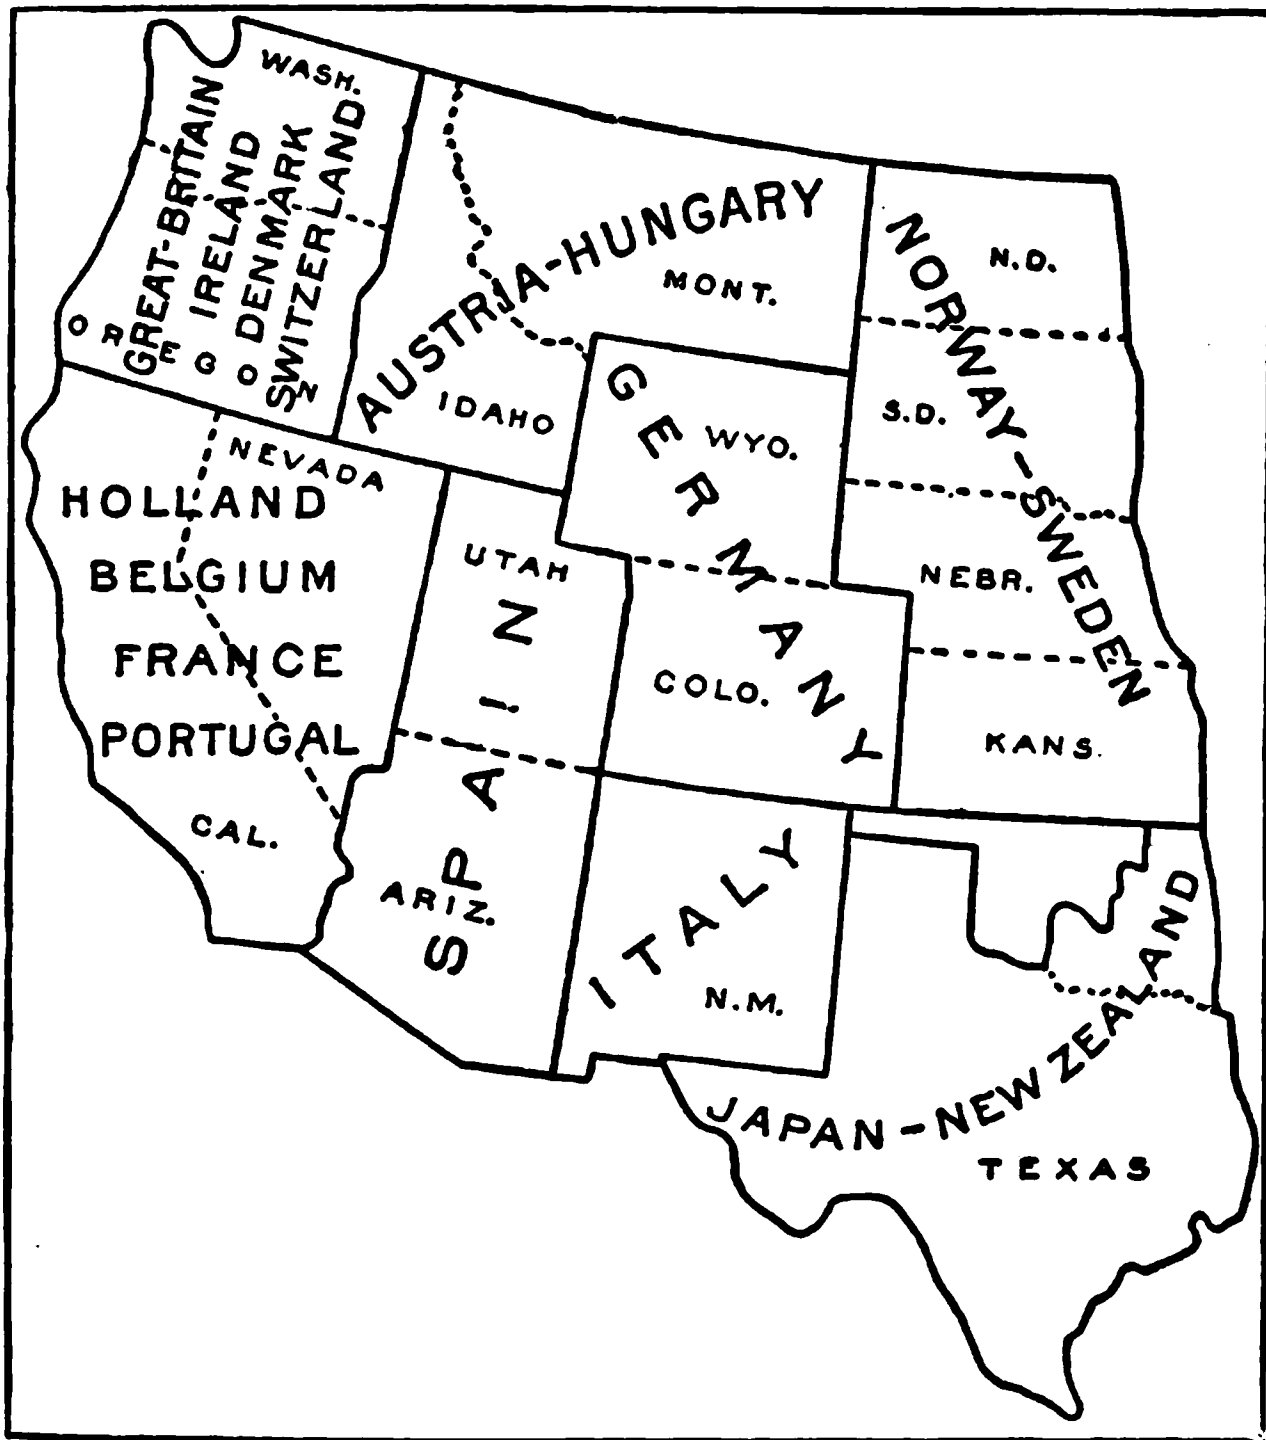 WASH.
GREAT-BRITAIN
IRELAND
DENMARK
SWITZERLAND
OREGON
AUSTRIA-HUNGARY
MONT.
IDAHO
NORWAY-SWEDEN
N.D.
S.D.
NEBR.
KANS.
GERMANY
WYO.
COLO.
NEVADA
HOLLAND
BELGIUM
FRANCE
PORTUGAL
CAL.
UTAH
SPAIN
ARIZ.
ITALY
N.M.
JAPAN-NEW ZEALAND
TEXAS